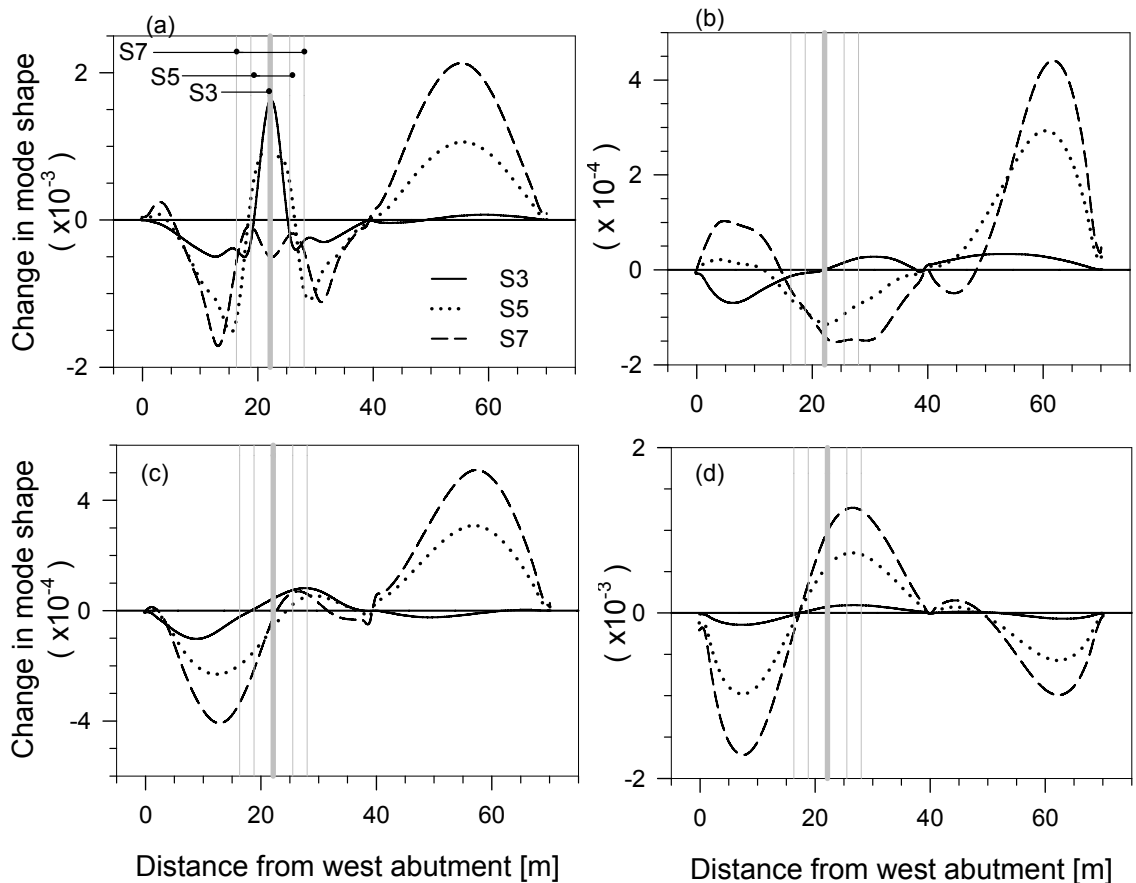 (a)
S7
S5
S3
2
0
-2
Change in mode shape
( x10⁻³ )
S3
S5
S7
0 20 40 60
(b)
4
2
0
-2
( x 10⁻⁴ )
0 20 40 60
(c)
4
0
-4
Change in mode shape
( x10⁻⁴ )
0 20 40 60
Distance from west abutment [m]
(d)
2
0
-2
( x10⁻³ )
0 20 40 60
Distance from west abutment [m]